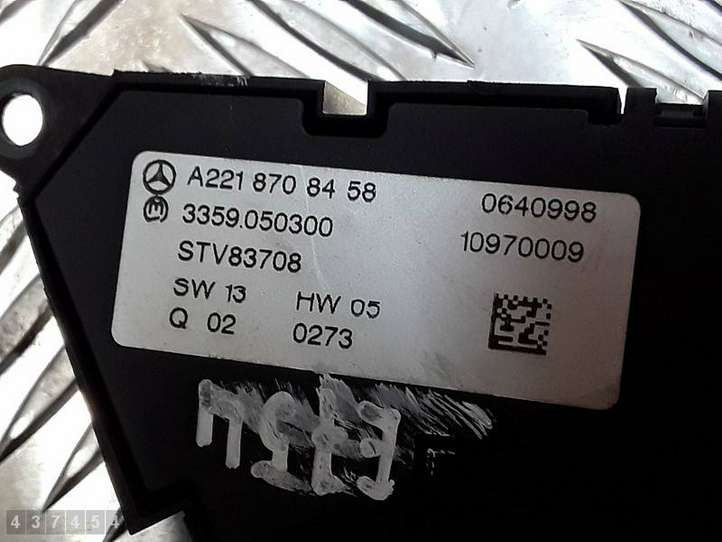 A221 870 84 58 0640998
3359.050300 10970009
STV83708
SW 13 HW 05
Q 02 0273
437454